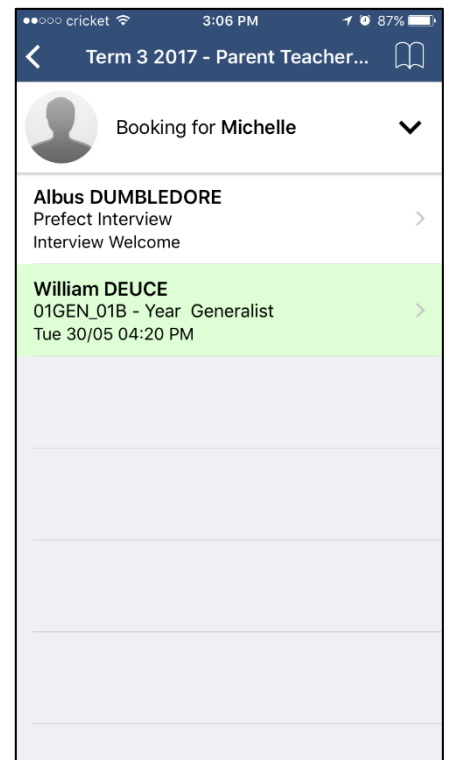 cricket 3:06 PM 87%
Term 3 2017 - Parent Teacher...
Booking for Michelle
Albus DUMBLEDORE
Prefect Interview
Interview Welcome
William DEUCE
01GEN_01B - Year  Generalist
Tue 30/05 04:20 PM